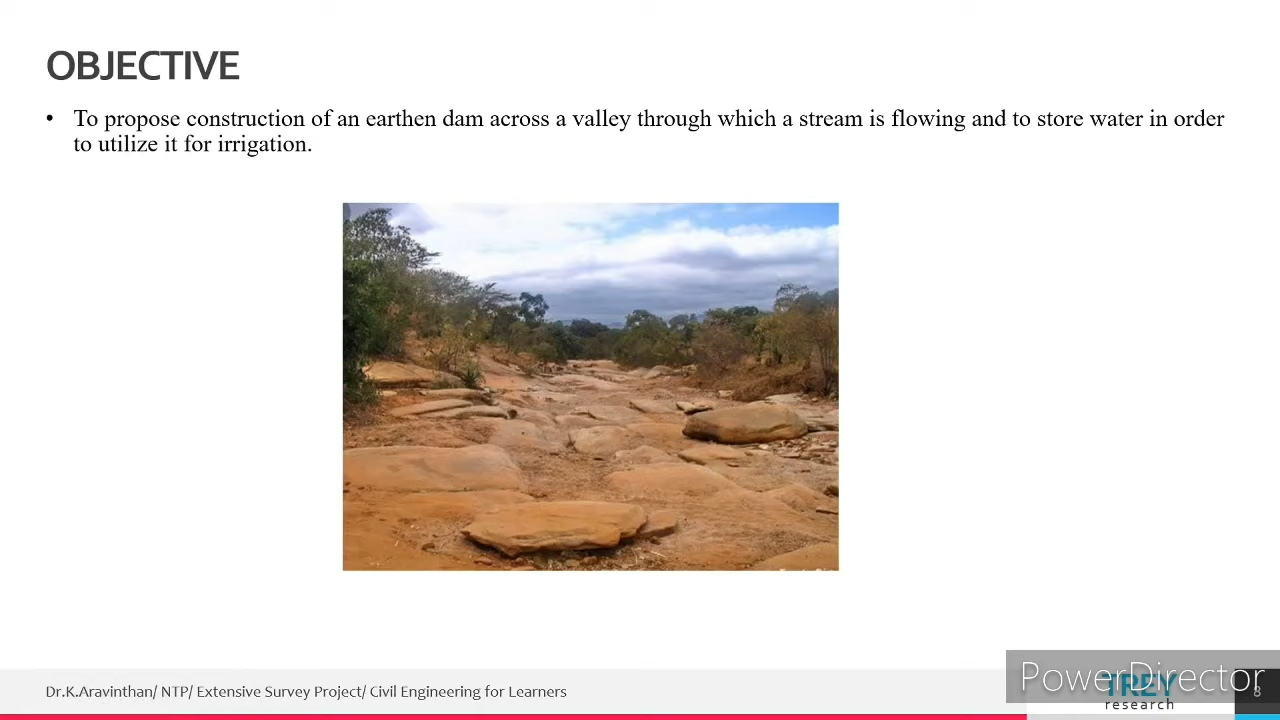 OBJECTIVE
• To propose construction of an earthen dam across a valley through which a stream is flowing and to store water in order
to utilize it for irrigation.
Dr.K.Aravinthan/ NTP/ Extensive Survey Project/ Civil Engineering for Learners
PowerDirector
TREY
research
8